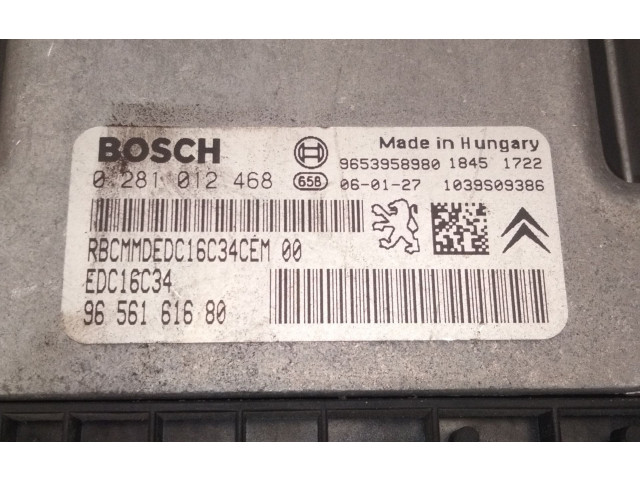 BOSCH
Made in Hungary
9653958980 1845 1722
0 281 012 468
658
06-01-27 1039S09386
RBCMMDEDC16C34CEM 00
EDC16C34
96 561 616 80